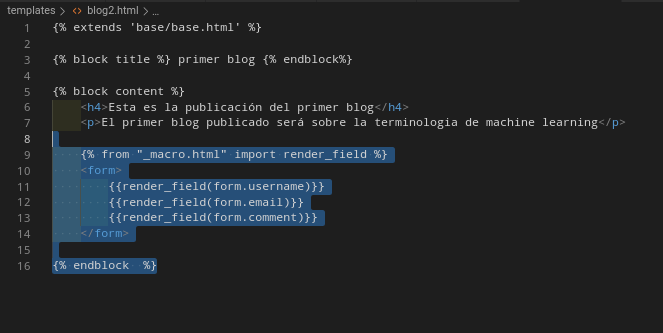 templates > <> blog2.html > ...
1 {% extends 'base/base.html' %}
2
3 {% block title %} primer blog {% endblock%}
4
5 {% block content %}
6     <h4>Esta es la publicación del primer blog</h4>
7     <p>El primer blog publicado será sobre la terminologia de machine learning</p>
8
9     {% from "_macro.html" import render_field %}
10     <form>
11         {{render_field(form.username)}}
12         {{render_field(form.email)}}
13         {{render_field(form.comment)}}
14     </form>
15
16 {% endblock  %}